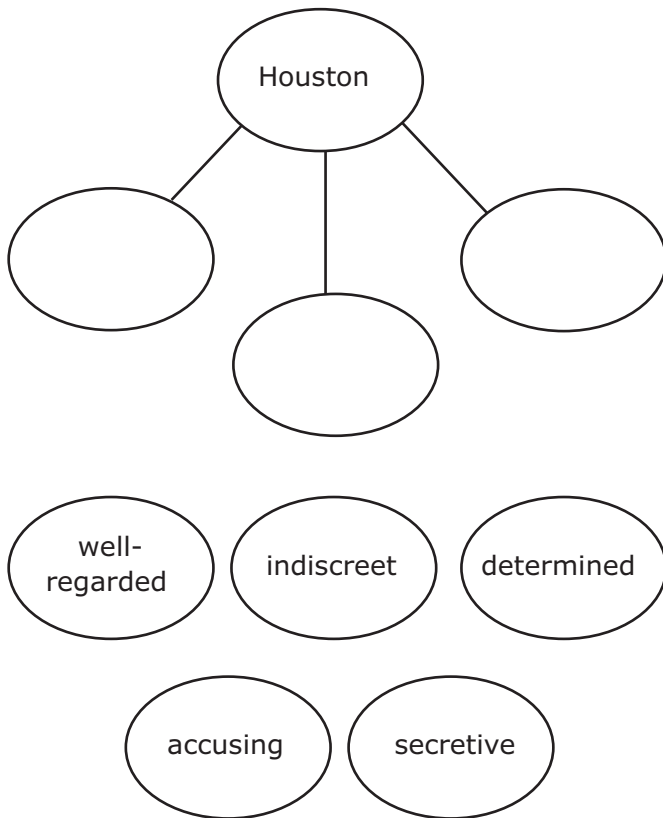 Houston
well-
regarded
indiscreet
determined
accusing
secretive